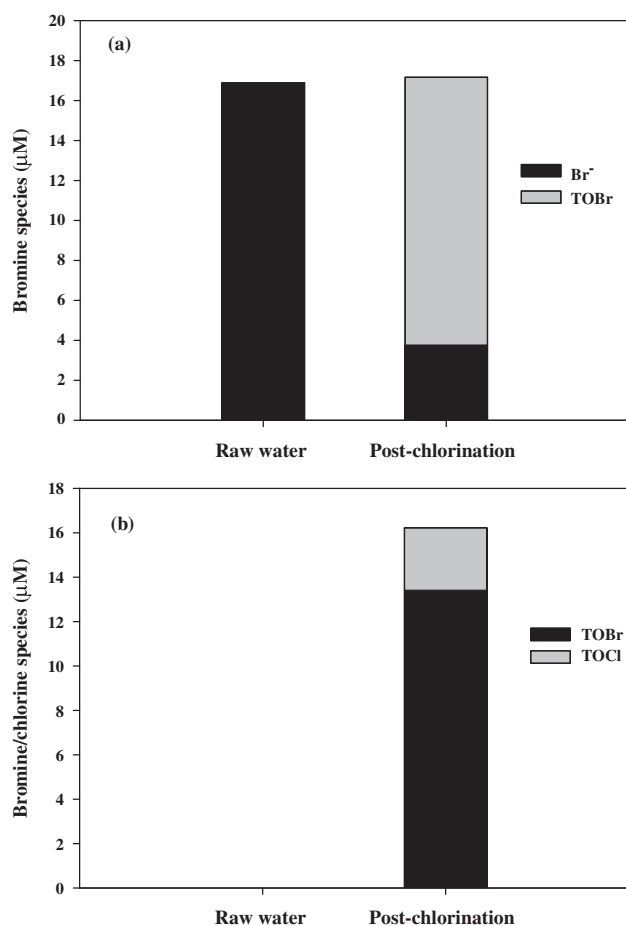 (a)
Bromine species (μM)
20
18
16
14
12
10
8
6
4
2
0
Br⁻
TOBr
Raw water
Post-chlorination
(b)
Bromine/chlorine species (μM)
18
16
14
12
10
8
6
4
2
0
TOBr
TOCl
Raw water
Post-chlorination